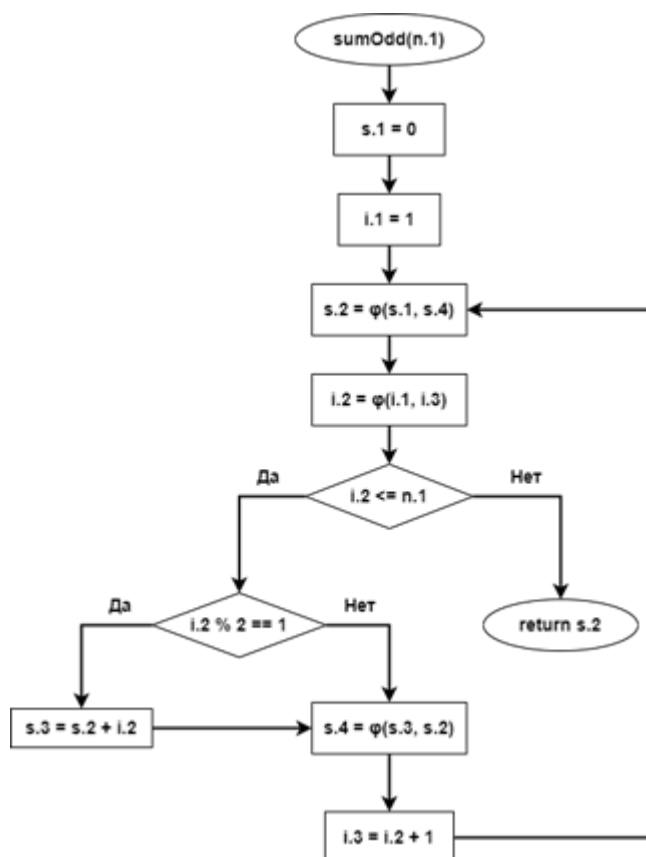 sumOdd(n.1)
s.1 = 0
i.1 = 1
s.2 = φ(s.1, s.4)
i.2 = φ(i.1, i.3)
Да
i.2 <= n.1
Нет
Да
i.2 % 2 == 1
Нет
return s.2
s.3 = s.2 + i.2
s.4 = φ(s.3, s.2)
i.3 = i.2 + 1